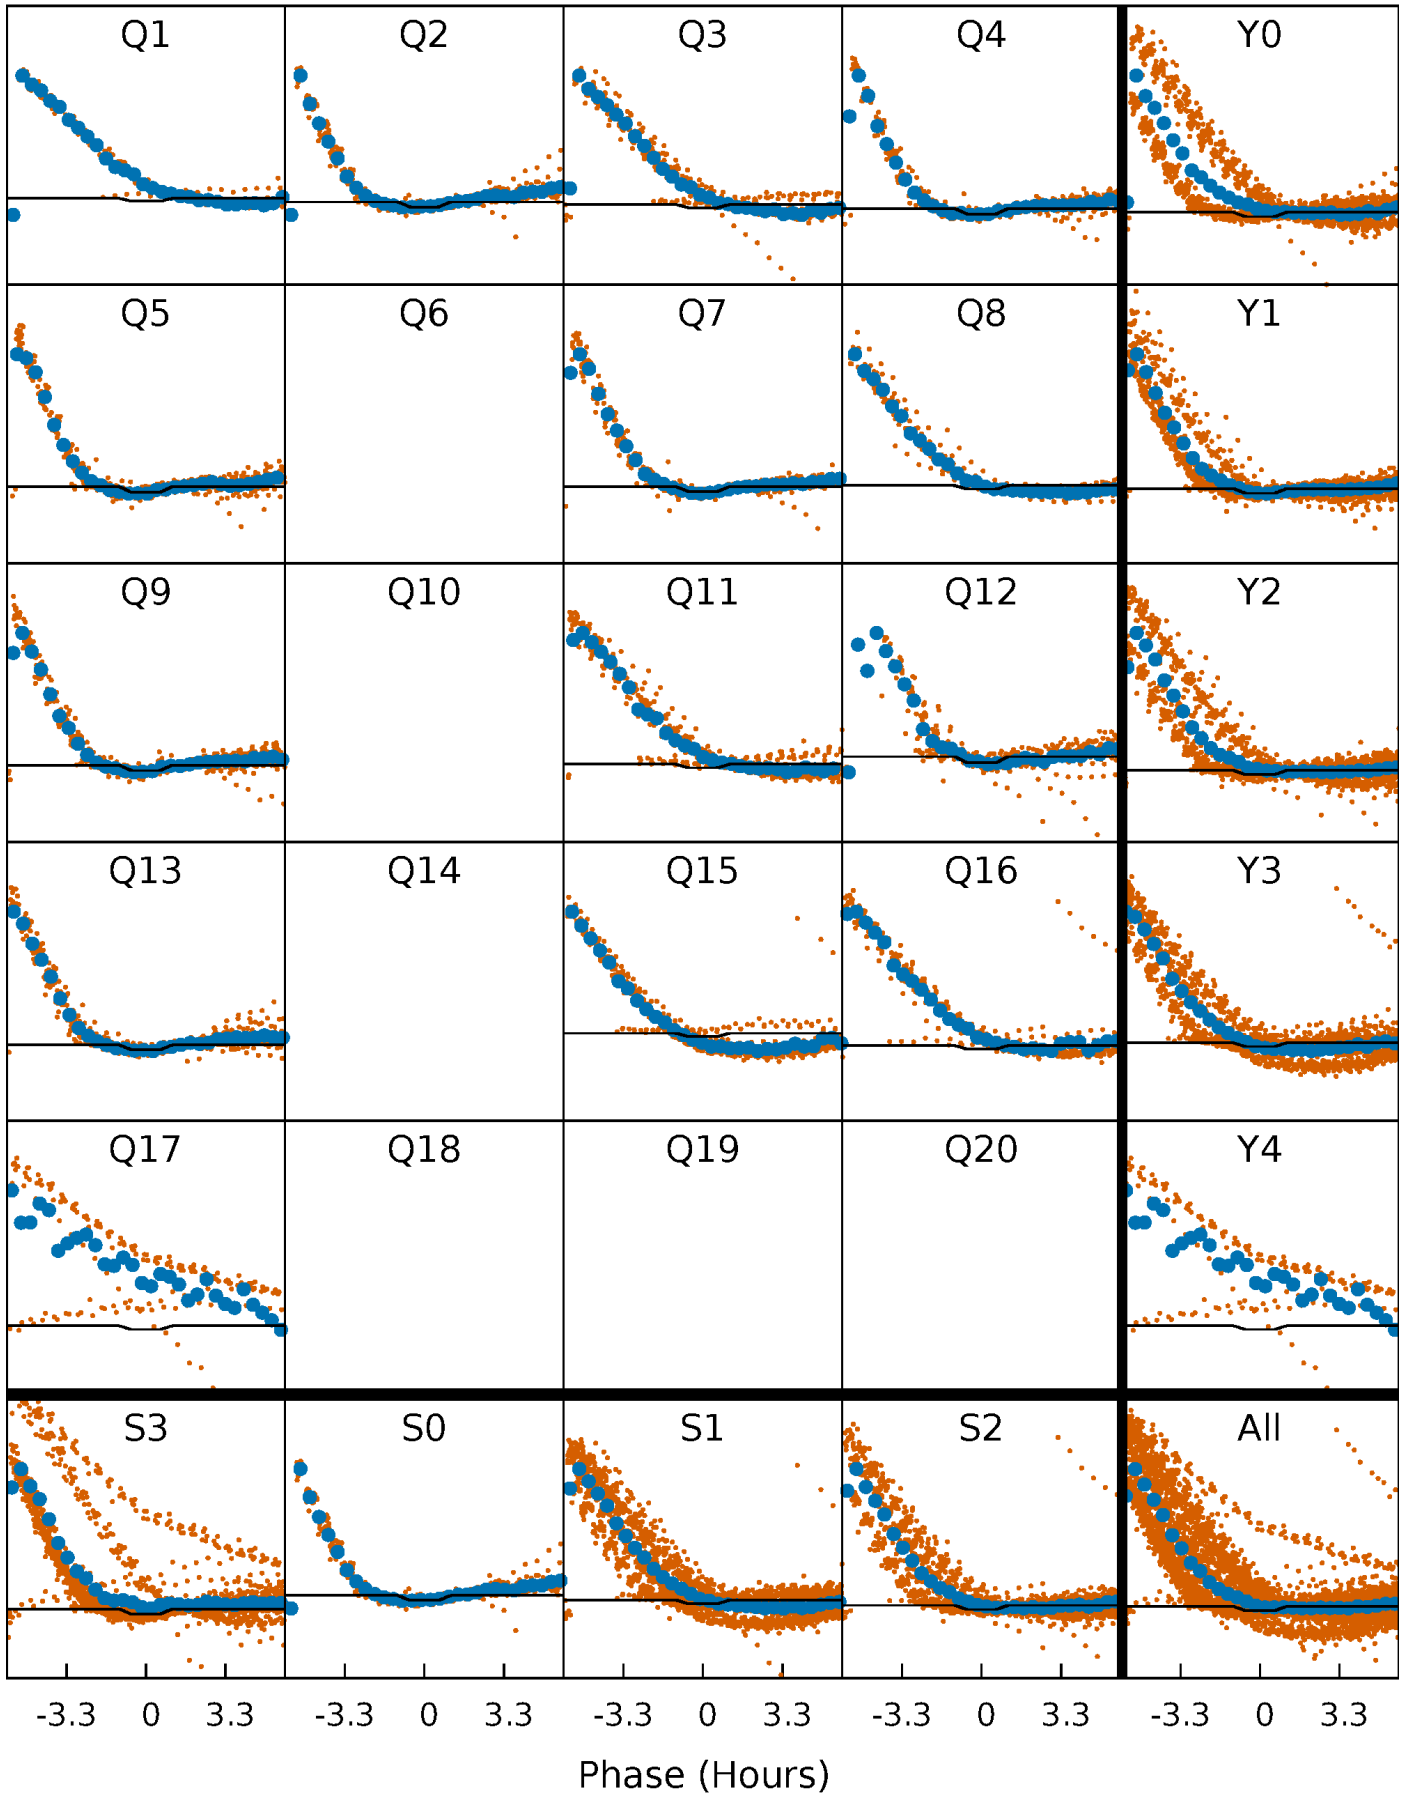 Q1 Q2 Q3 Q4 Y0
Q5 Q6 Q7 Q8 Y1
Q9 Q10 Q11 Q12 Y2
Q13 Q14 Q15 Q16 Y3
Q17 Q18 Q19 Q20 Y4
S3 S0 S1 S2 All
-3.3 0 3.3 -3.3 0 3.3 -3.3 0 3.3 -3.3 0 3.3 -3.3 0 3.3
Phase (Hours)